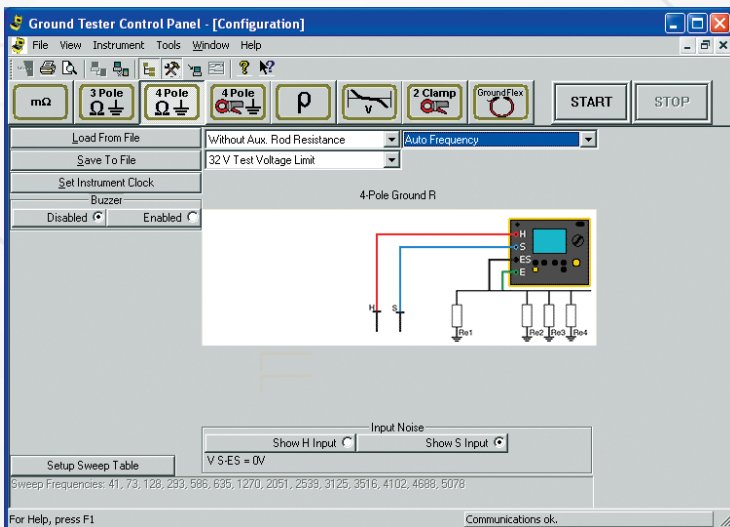 Ground Tester Control Panel - [Configuration]
File View Instrument Tools Window Help
mΩ
3 Pole
Ω
4 Pole
Ω
4 Pole
ρ
V
2 Clamp
GroundFlex
START
STOP
Load From File
Without Aux. Rod Resistance
Auto Frequency
Save To File
32 V Test Voltage Limit
Set Instrument Clock
Buzzer
Disabled
Enabled
4-Pole Ground R
H
S
ES
E
H
S
Re1
Re2
Re3
Re4
Input Noise
Show H Input
Show S Input
V S-ES = 0V
Setup Sweep Table
Sweep Frequencies: 41, 73, 128, 293, 586, 635, 1270, 2051, 2539, 3125, 3516, 4102, 4688, 5078
For Help, press F1
Communications ok.